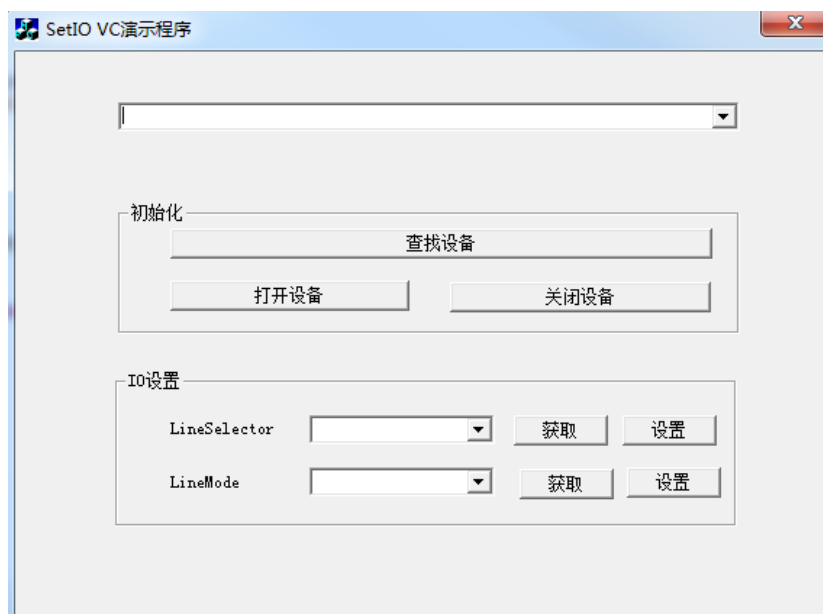 SetIO VC演示程序
初始化
查找设备
打开设备 关闭设备
IO设置
LineSelector 获取 设置
LineMode 获取 设置